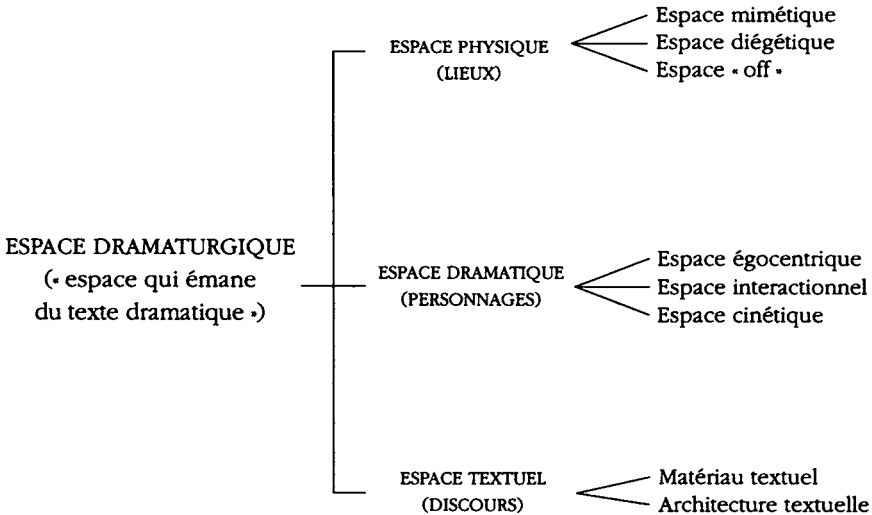 ESPACE DRAMATURGIQUE
(« espace qui émane
du texte dramatique »)
ESPACE PHYSIQUE
(LIEUX)
Espace mimétique
Espace diégétique
Espace « off »
ESPACE DRAMATIQUE
(PERSONNAGES)
Espace égocentrique
Espace interactionnel
Espace cinétique
ESPACE TEXTUEL
(DISCOURS)
Matériau textuel
Architecture textuelle